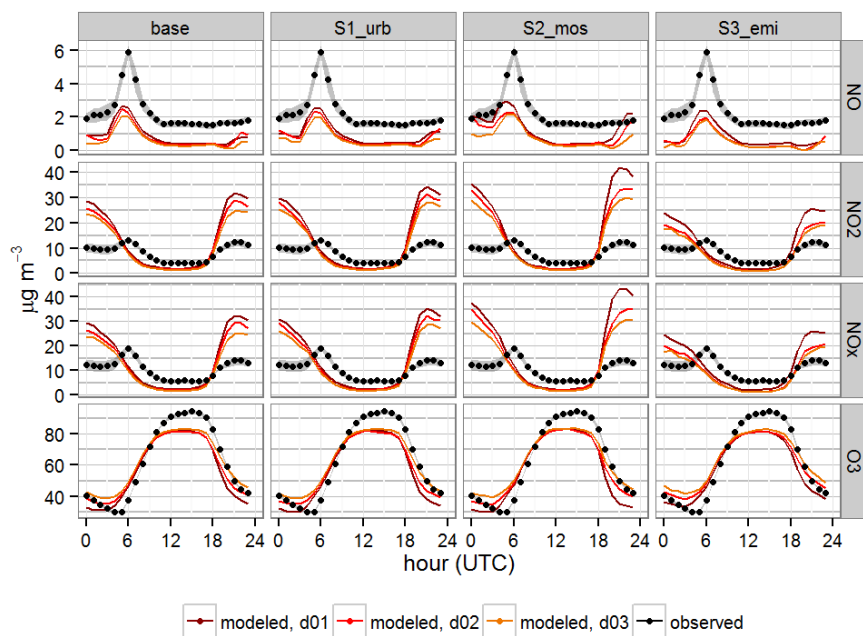 base S1_urb S2_mos S3_emi
6
4
2
0
NO
40
30
20
10
0
NO2
40
30
20
10
0
NOx
80
60
40
O3
µg m⁻³
0 6 12 18 24 0 6 12 18 24 0 6 12 18 24 0 6 12 18 24
hour (UTC)
modeled, d01 modeled, d02 modeled, d03 observed